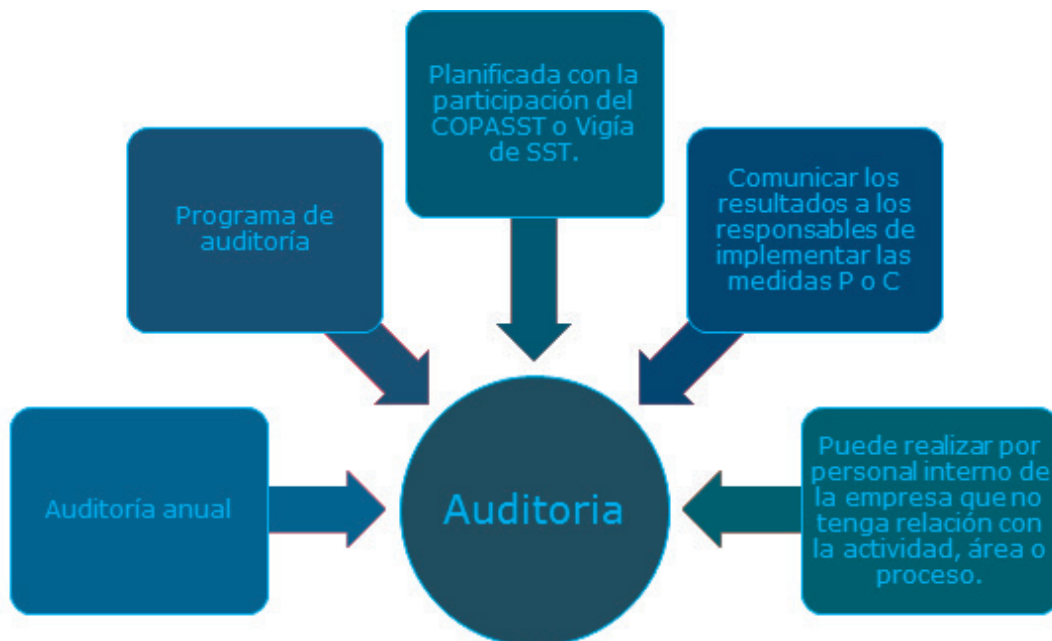 Planificada con la
participación del
COPASST o Vigía
de SST.
Programa de
auditoría
Comunicar los
resultados a los
responsables de
implementar las
medidas P o C
Auditoría anual
Auditoria
Puede realizar por
personal interno de
la empresa que no
tenga relación con
la actividad, área o
proceso.